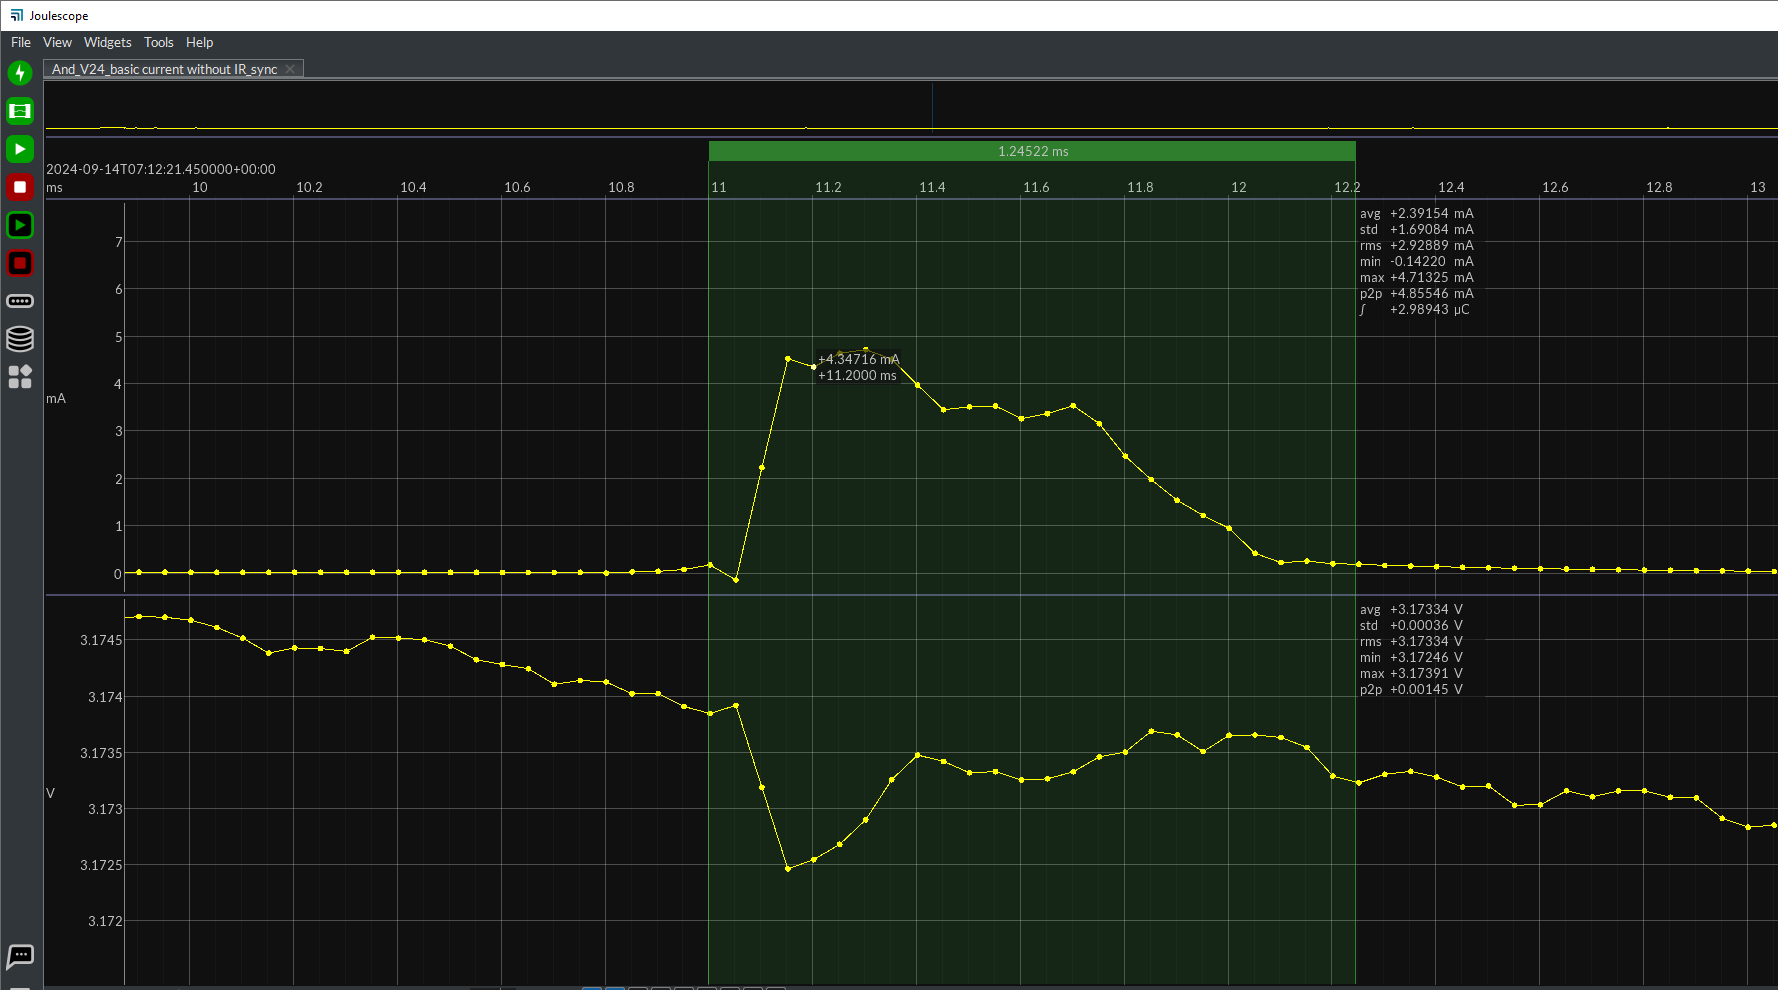 Joulescope
File View Widgets Tools Help
And_V24_basic current without IR_sync
1.24522 ms
2024-09-14T07:12:21.450000+00:00
ms 10 10.2 10.4 10.6 10.8 11 11.2 11.4 11.6 11.8 12 12.2 12.4 12.6 12.8 13
avg +2.39154 mA
std +1.69084 mA
rms +2.92889 mA
min -0.14220 mA
max +4.71325 mA
p2p +4.85546 mA
∫ +2.98943 µC
7
6
5
4
mA
3
2
1
0
+4.34716 mA
+11.2000 ms
avg +3.17334 V
std +0.00036 V
rms +3.17334 V
min +3.17246 V
max +3.17391 V
p2p +0.00145 V
3.1745
3.174
3.1735
V
3.173
3.1725
3.172